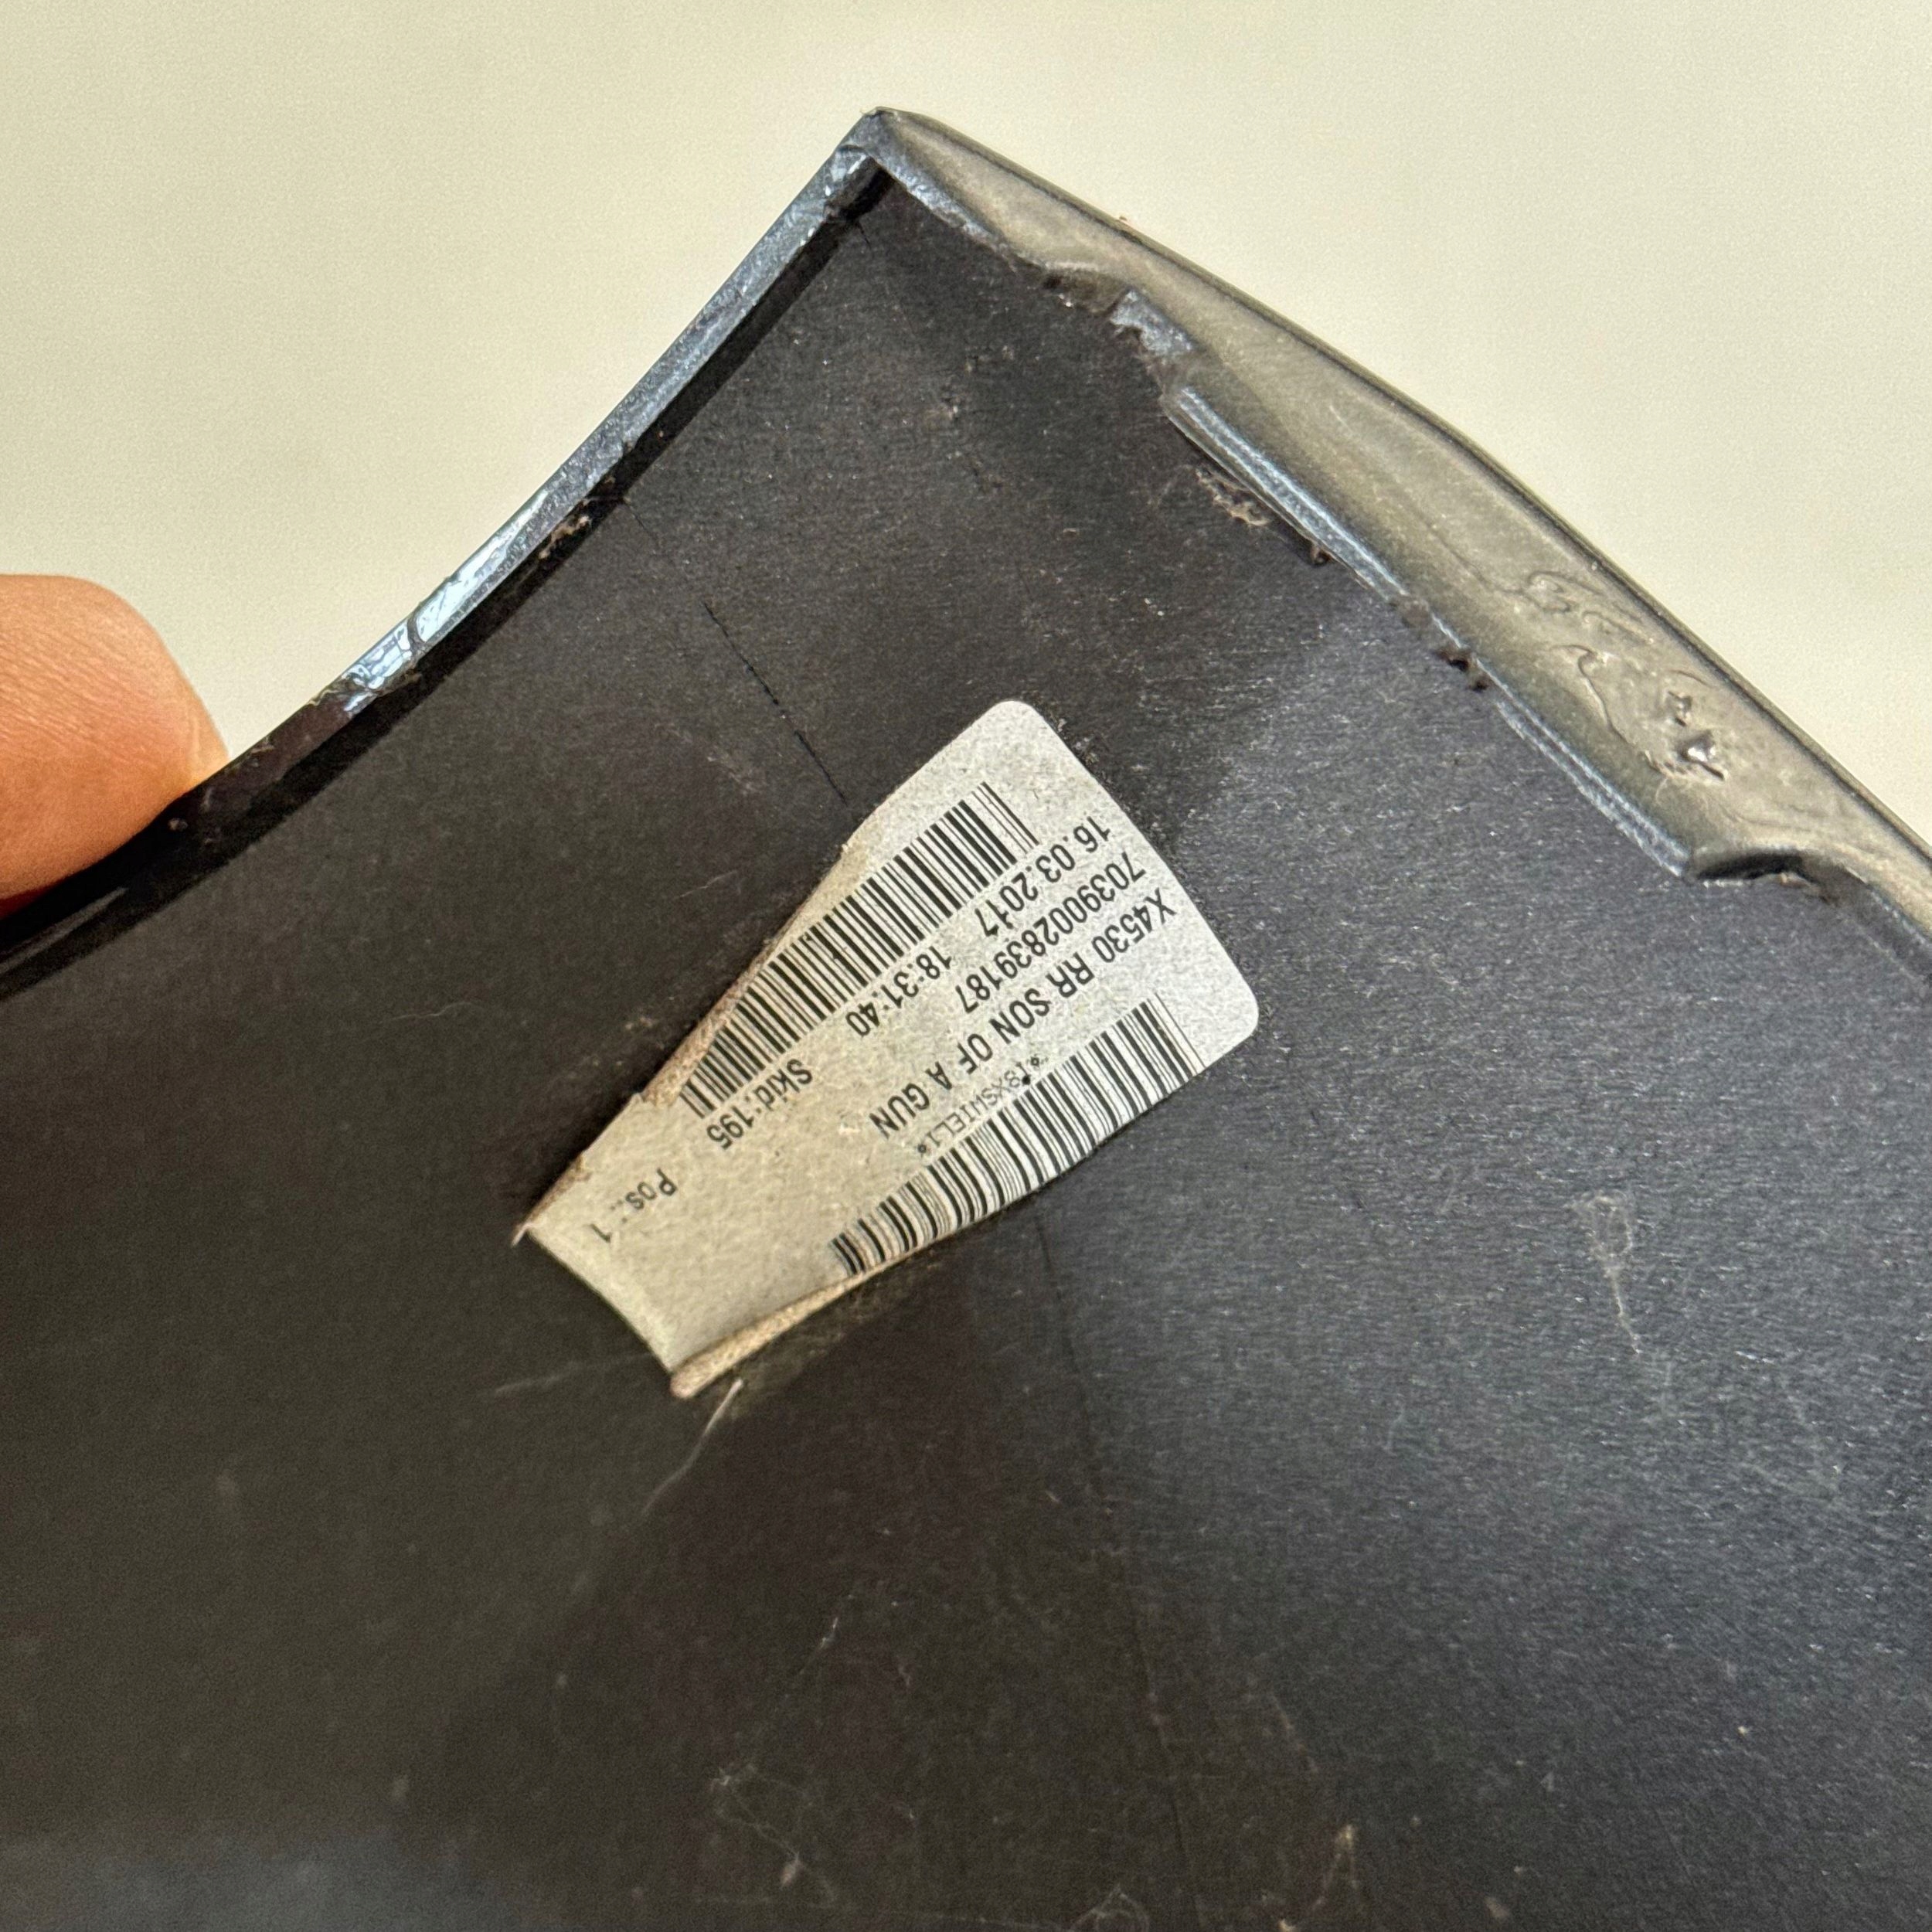 X4530 RR SON OF A GUN
7039002839187
16.03.2017 18:31:40 Skid:195 Pos.: 1